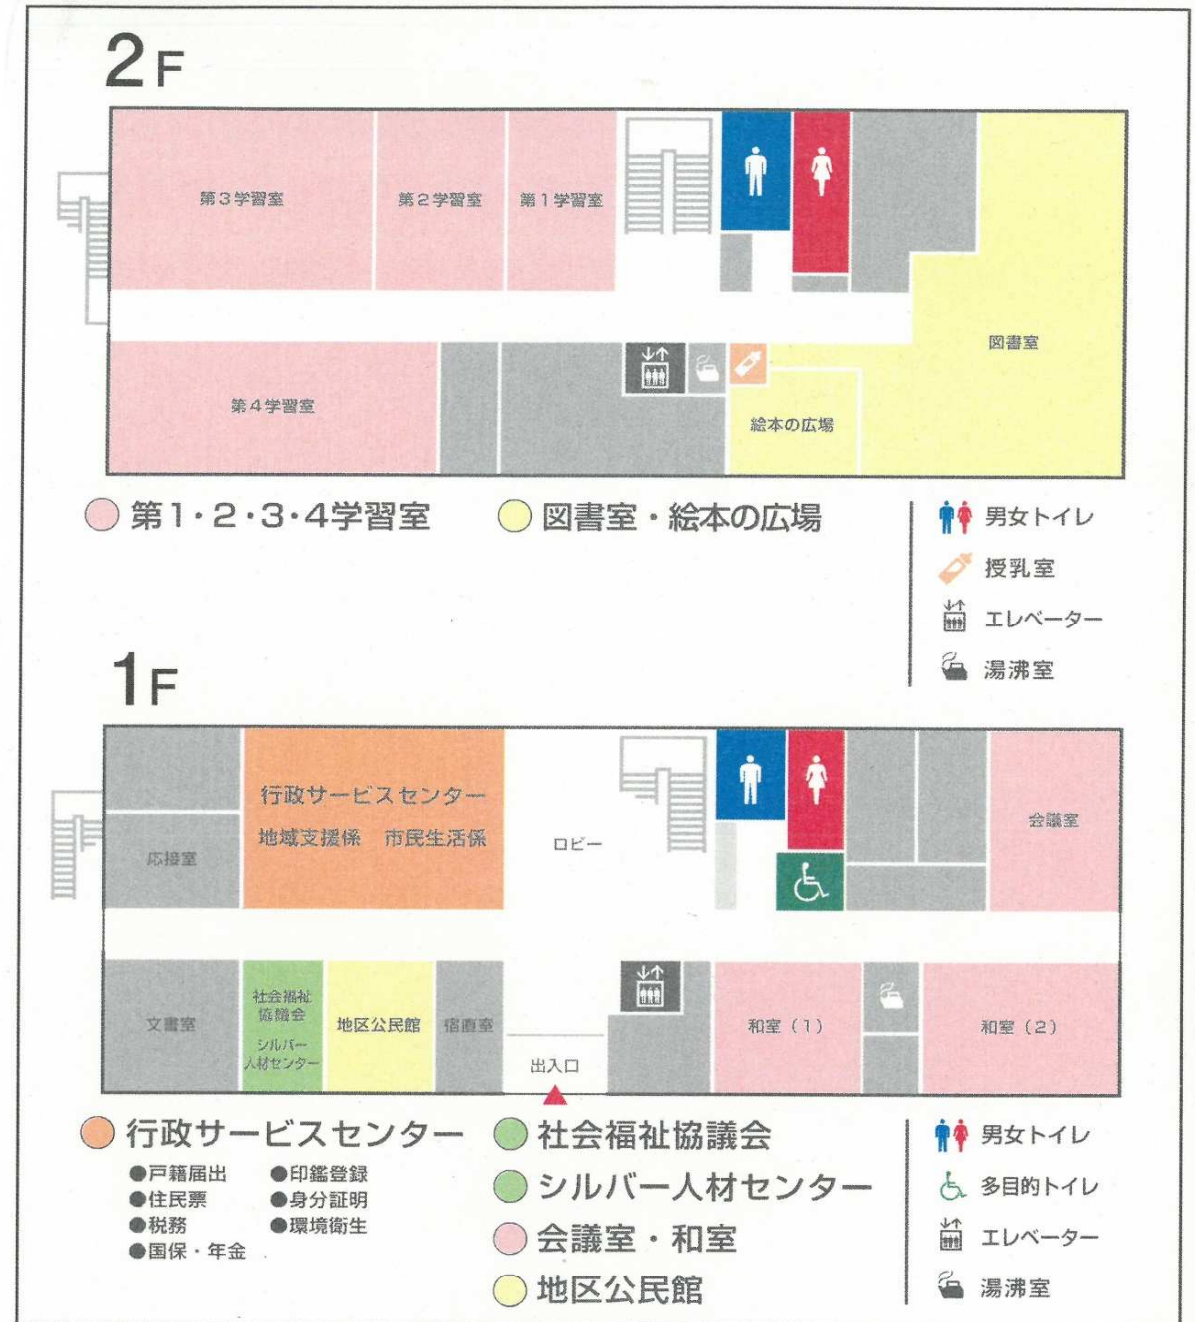 2F
第3学習室
第2学習室
第1学習室
図書室
第4学習室
絵本の広場
第1・2・3・4学習室
図書室・絵本の広場
男女トイレ
授乳室
エレベーター
湯沸室
1F
行政サービスセンター
地域支援係 市民生活係
ロビー
会議室
応接室
文書室
社会福祉
協議会
シルバー
人材センター
地区公民館
宿直室
出入口
和室(1)
和室(2)
行政サービスセンター
●戸籍届出
●住民票
●税務
●国保・年金
●印鑑登録
●身分証明
●環境衛生
社会福祉協議会
シルバー人材センター
会議室・和室
地区公民館
男女トイレ
多目的トイレ
エレベーター
湯沸室